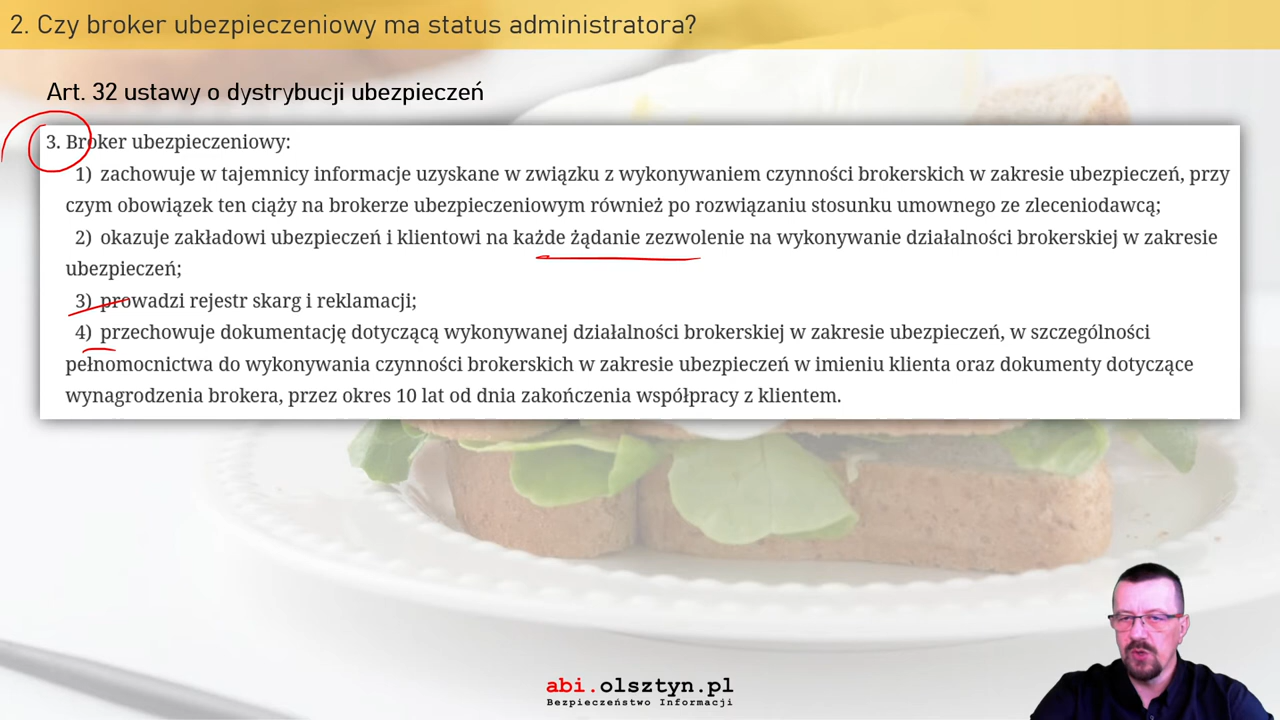 2. Czy broker ubezpieczeniowy ma status administratora?
Art. 32 ustawy o dystrybucji ubezpieczeń
3. Broker ubezpieczeniowy:
1) zachowuje w tajemnicy informacje uzyskane w związku z wykonywaniem czynności brokerskich w zakresie ubezpieczeń, przy
czym obowiązek ten ciąży na brokerze ubezpieczeniowym również po rozwiązaniu stosunku umownego ze zleceniodawcą;
2) okazuje zakładowi ubezpieczeń i klientowi na każde żądanie zezwolenie na wykonywanie działalności brokerskiej w zakresie
ubezpieczeń;
3) prowadzi rejestr skarg i reklamacji;
4) przechowuje dokumentację dotyczącą wykonywanej działalności brokerskiej w zakresie ubezpieczeń, w szczególności
pełnomocnictwa do wykonywania czynności brokerskich w zakresie ubezpieczeń w imieniu klienta oraz dokumenty dotyczące
wynagrodzenia brokera, przez okres 10 lat od dnia zakończenia współpracy z klientem.
abi.olsztyn.pl
Bezpieczeństwo Informacji